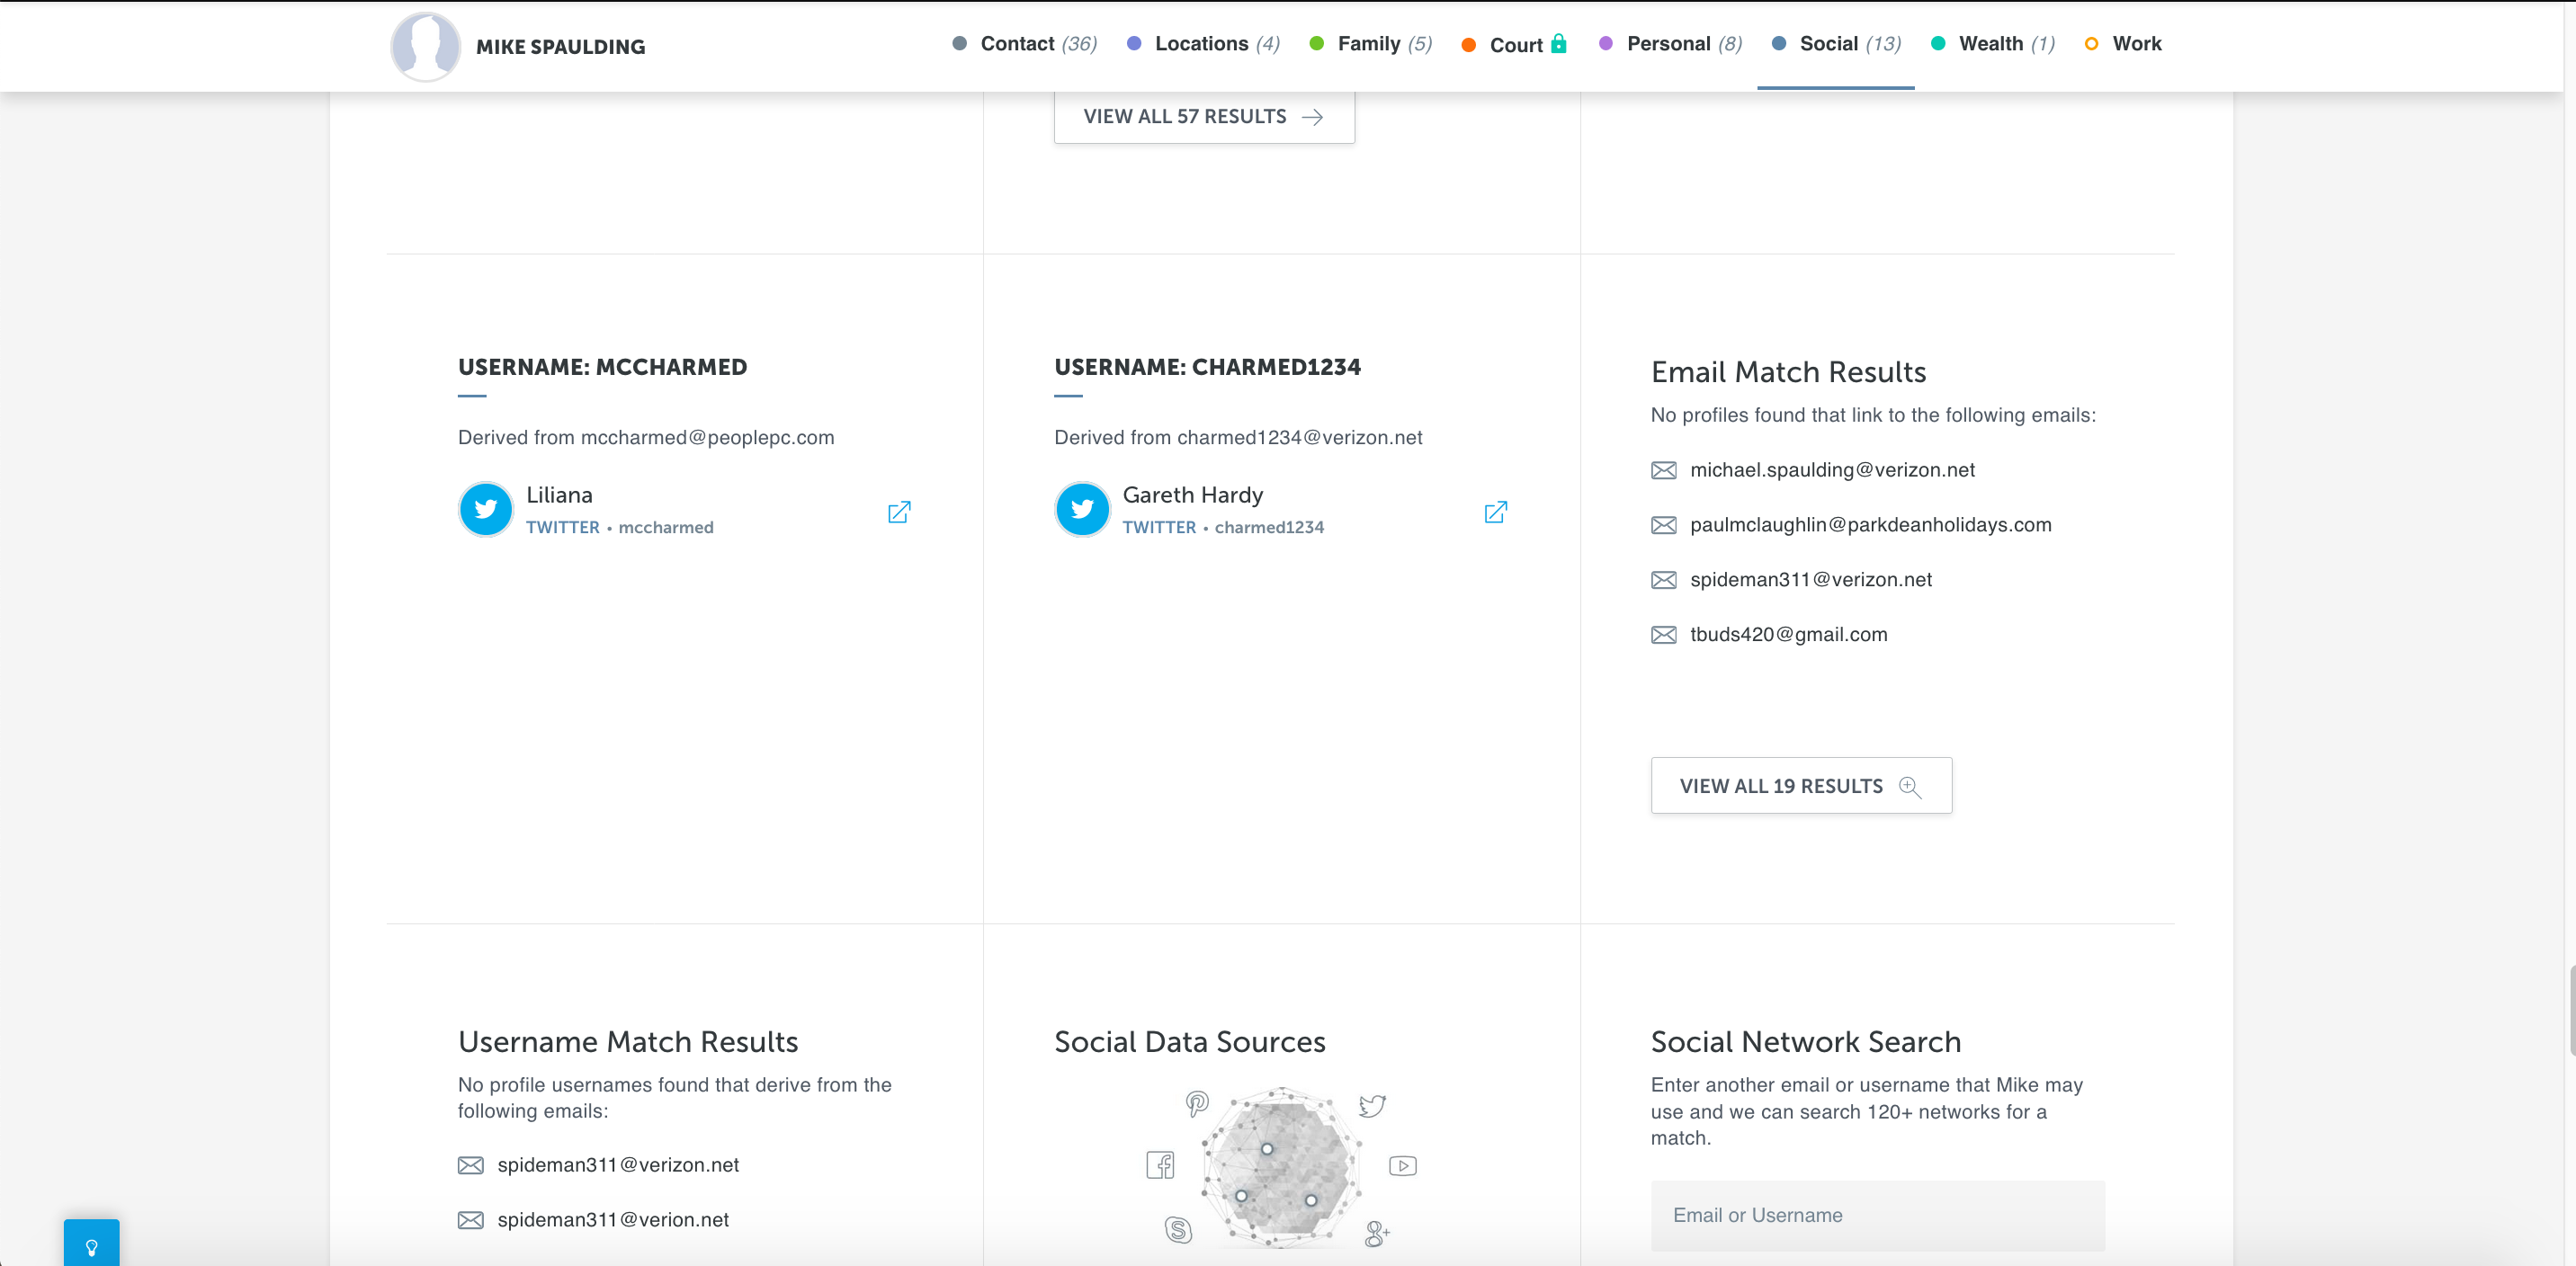 MIKE SPAULDING
Contact (36)
Locations (4)
Family (5)
Court
Personal (8)
Social (13)
Wealth (1)
Work
VIEW ALL 57 RESULTS
USERNAME: MCCHARMED
Derived from mccharmed@peoplepc.com
Liliana
TWITTER • mccharmed
USERNAME: CHARMED1234
Derived from charmed1234@verizon.net
Gareth Hardy
TWITTER • charmed1234
Email Match Results
No profiles found that link to the following emails:
michael.spaulding@verizon.net
paulmclaughlin@parkdeanholidays.com
spideman311@verizon.net
tbuds420@gmail.com
VIEW ALL 19 RESULTS
Username Match Results
No profile usernames found that derive from the
following emails:
spideman311@verizon.net
spideman311@verion.net
Social Data Sources
Social Network Search
Enter another email or username that Mike may
use and we can search 120+ networks for a
match.
Email or Username